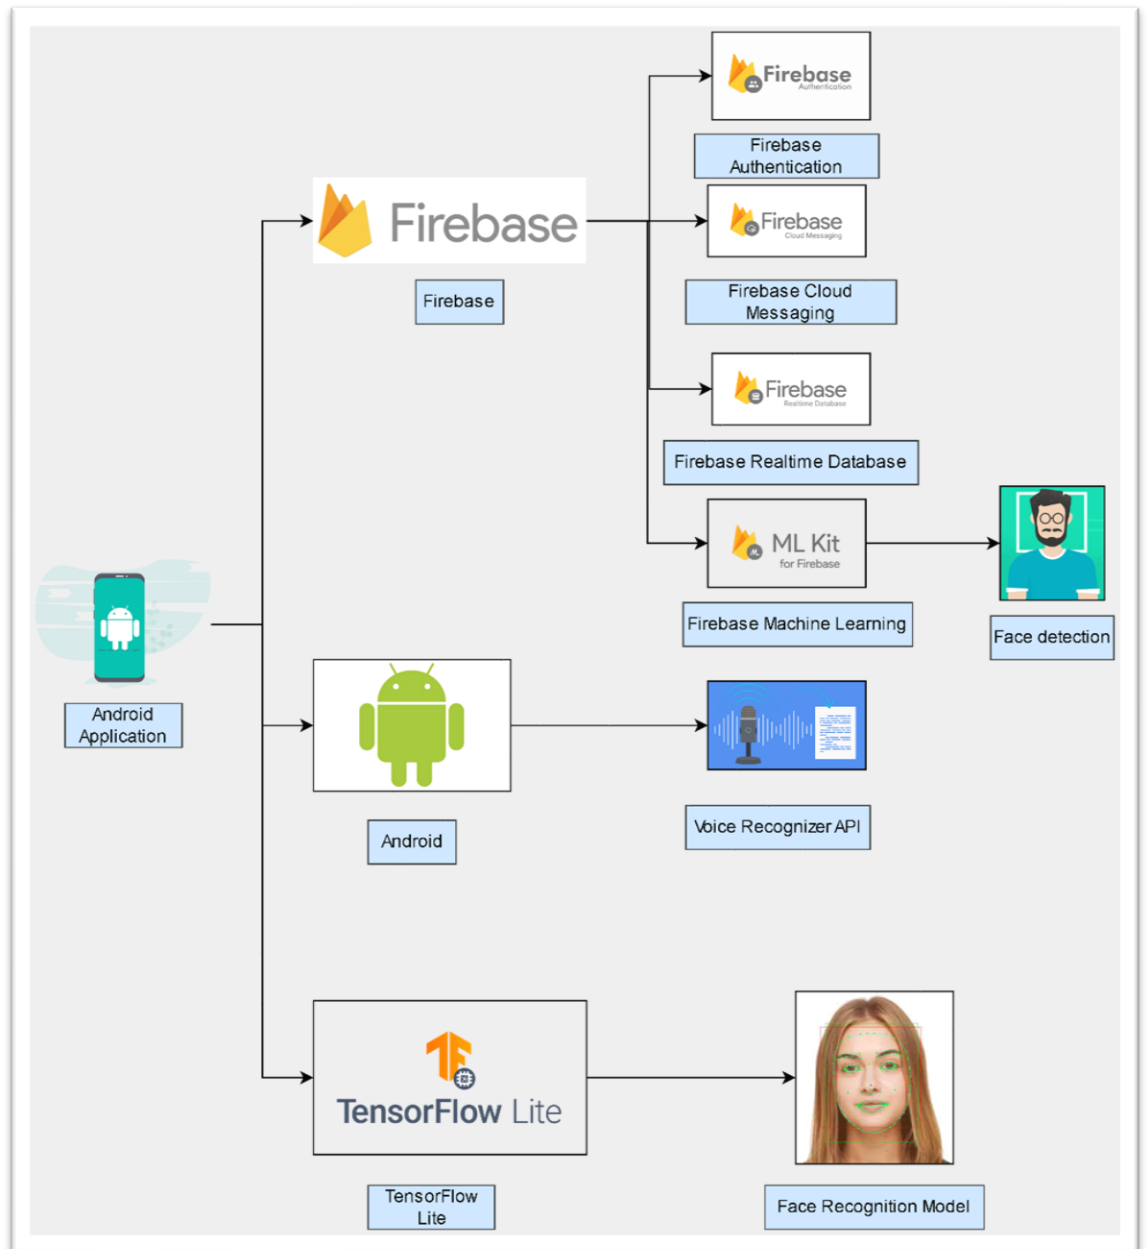 Firebase
Authentication
Firebase
Authentication
Firebase
Firebase
Firebase
Cloud Messaging
Firebase Cloud
Messaging
Firebase
Realtime Database
Firebase Realtime Database
ML Kit
for Firebase
Firebase Machine Learning
Face detection
Android
Application
Android
Voice Recognizer API
TensorFlow Lite
TensorFlow
Lite
Face Recognition Model